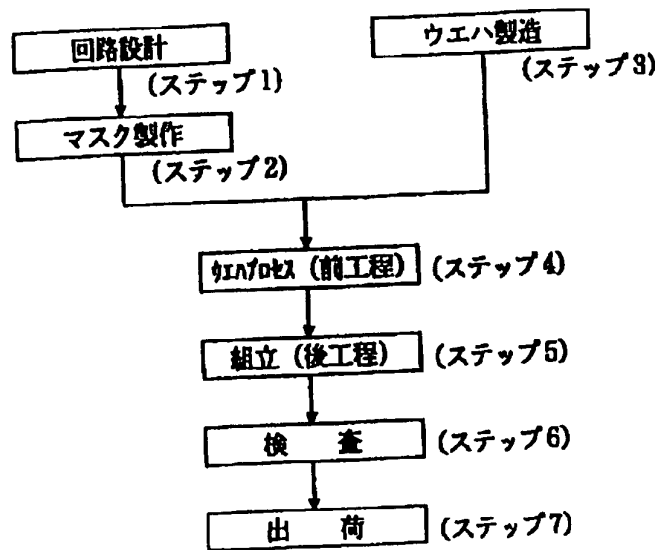 回路設計
(ステップ1)
マスク製作
(ステップ2)
ウエハ製造
(ステップ3)
ウエハプロセス (前工程) (ステップ4)
組立 (後工程) (ステップ5)
検 査 (ステップ6)
出 荷 (ステップ7)